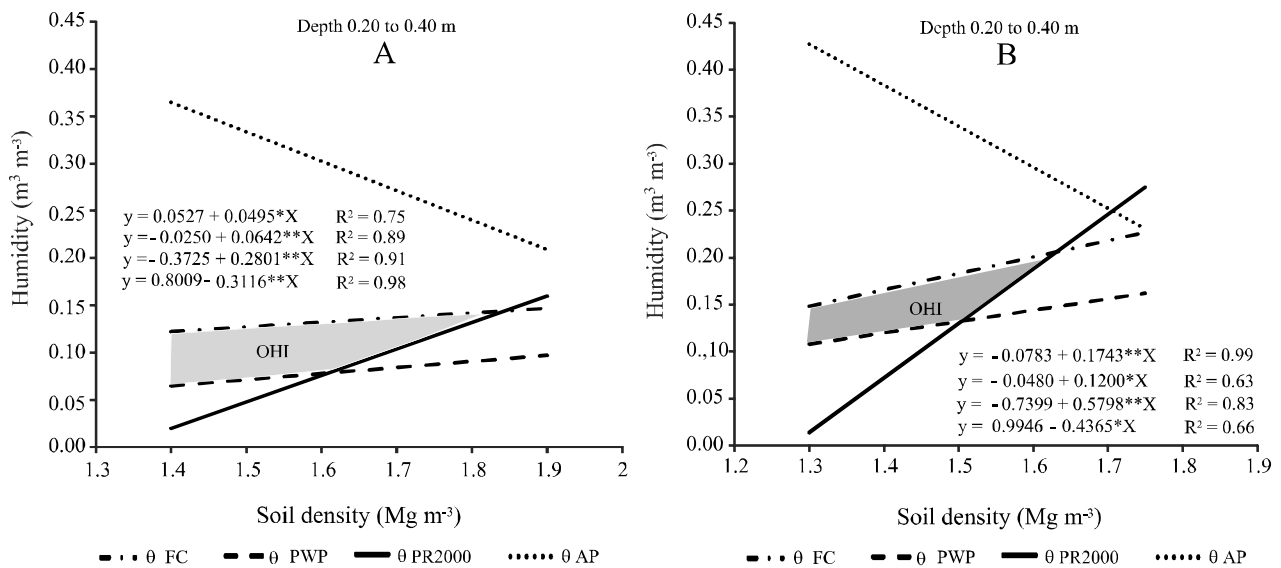 Depth 0.20 to 0.40 m
A
Humidity (m³ m⁻³)
0.45
0.40
0.35
0.30
0.25
0.20
0.15
0.10
0.05
0.00
y = 0.0527 + 0.0495*X R² = 0.75
y = - 0.0250 + 0.0642**X R² = 0.89
y = - 0.3725 + 0.2801**X R² = 0.91
y = 0.8009 - 0.3116**X R² = 0.98
OHI
1.3 1.4 1.5 1.6 1.7 1.8 1.9 2
Soil density (Mg m⁻³)
θ FC θ PWP θ PR2000 θ AP
Depth 0.20 to 0.40 m
B
Humidity (m³ m⁻³)
0.45
0.40
0.35
0.30
0.25
0.20
0.15
0.10
0.05
0.00
OHI
y = - 0.0783 + 0.1743**X R² = 0.99
y = - 0.0480 + 0.1200*X R² = 0.63
y = - 0.7399 + 0.5798**X R² = 0.83
y = 0.9946 - 0.4365*X R² = 0.66
1.2 1.3 1.4 1.5 1.6 1.7 1.8 1.9
Soil density (Mg m⁻³)
θ FC θ PWP θ PR2000 θ AP